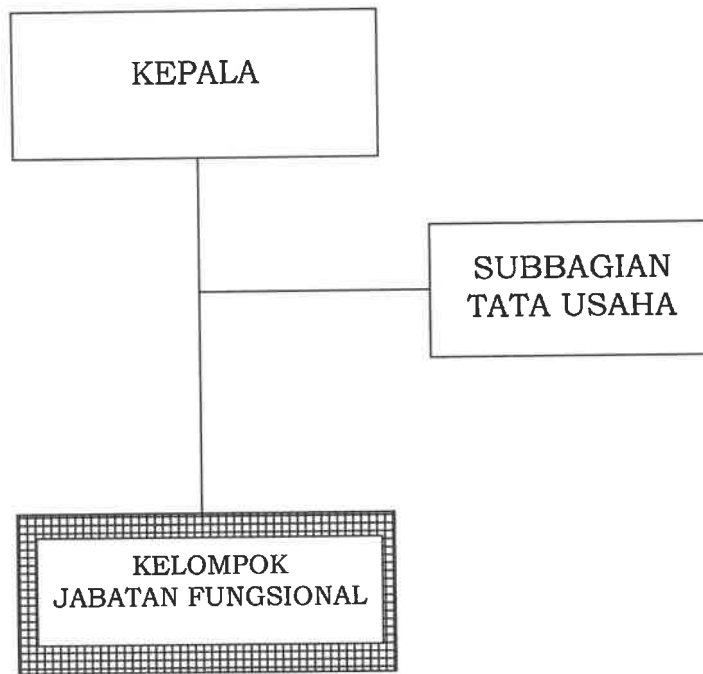 KEPALA
SUBBAGIAN
TATA USAHA
KELOMPOK
JABATAN FUNGSIONAL